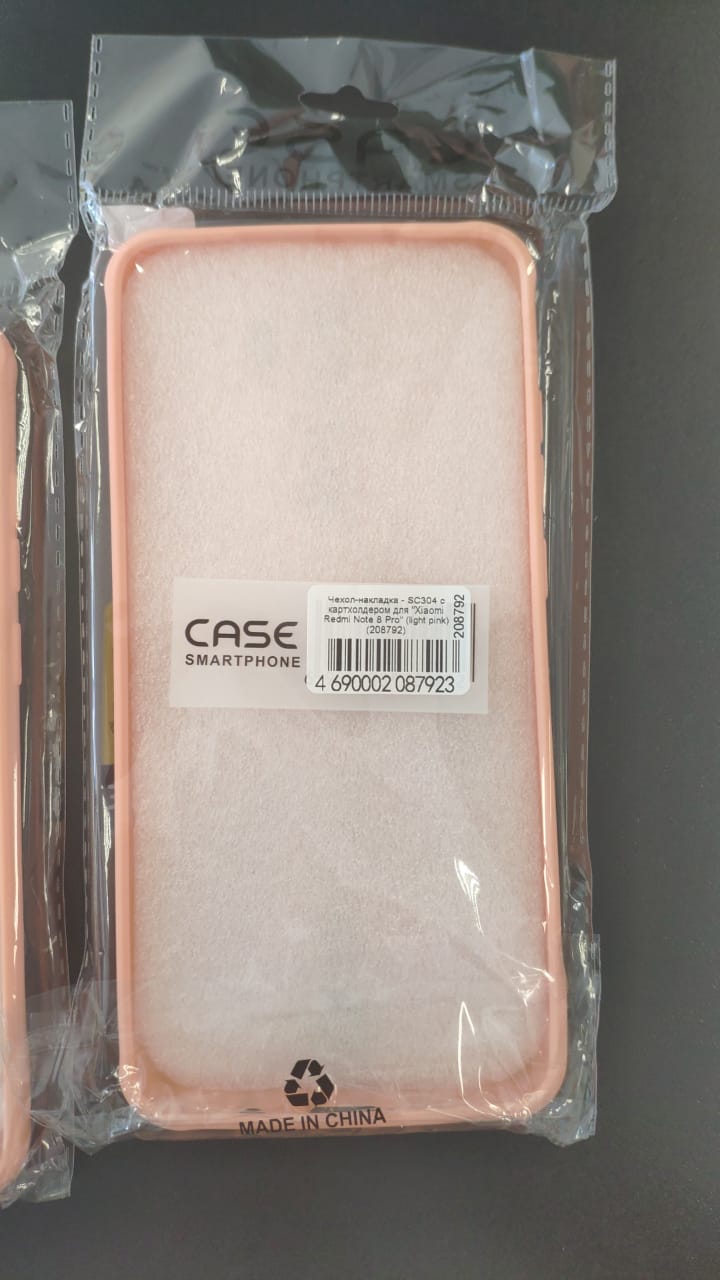 CASE
SMARTPHONE
Чехол-накладка - SC304 с
картхолдером для "Xiaomi
Redmi Note 8 Pro" (light pink)
(208792)
208792
4 690002 087923
MADE IN CHINA